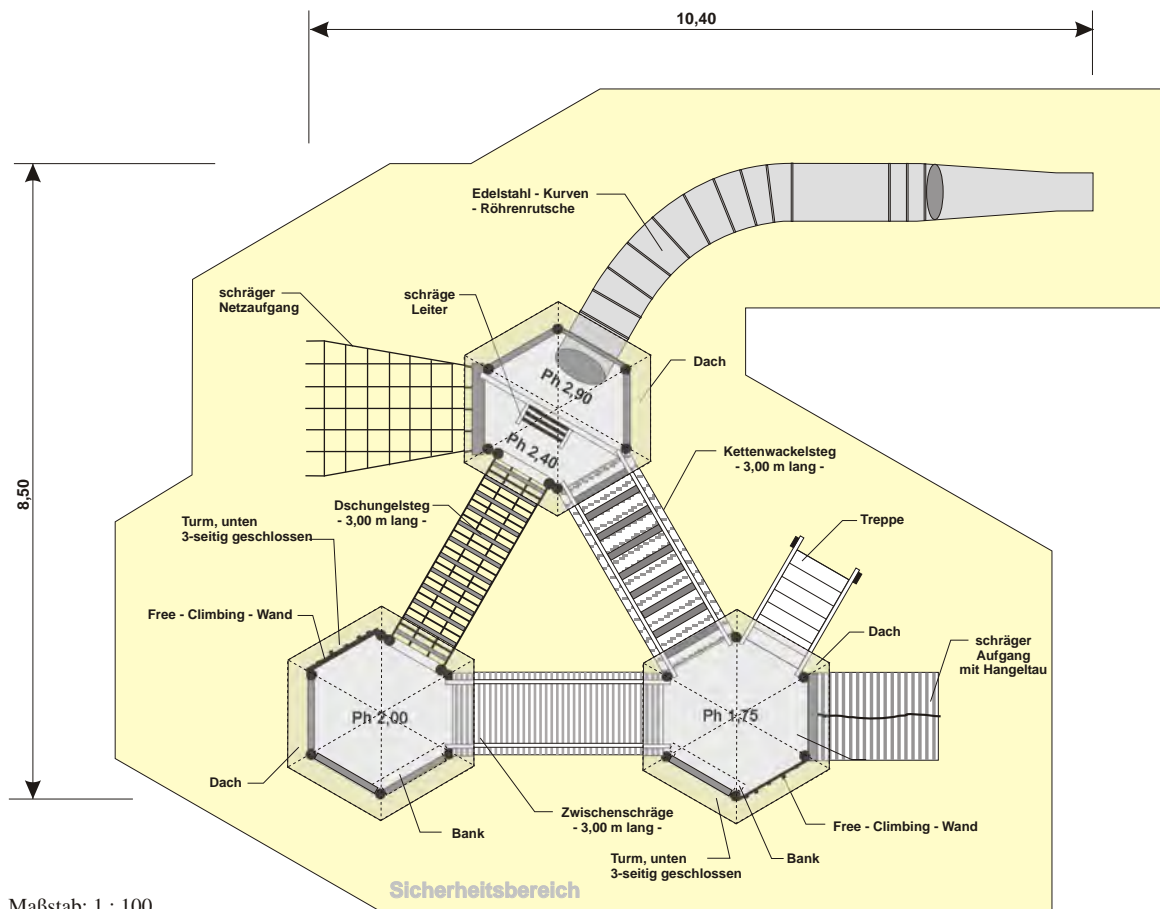 10,40
Edelstahl - Kurven
- Röhrenrutsche
schräger
Netzaufgang
schräge
Leiter
Dach
Ph 2,90
Ph 2,40
Kettenwackelsteg
- 3,00 m lang -
8,50
Dschungelsteg
- 3,00 m lang -
Turm, unten
3-seitig geschlossen
Treppe
Free - Climbing - Wand
Dach
schräger
Aufgang
mit Hangeltau
Ph 2,00
Ph 1,75
Dach
Zwischenschräge
- 3,00 m lang -
Bank
Free - Climbing - Wand
Turm, unten
3-seitig geschlossen
Bank
Sicherheitsbereich
Maßstab: 1 : 100